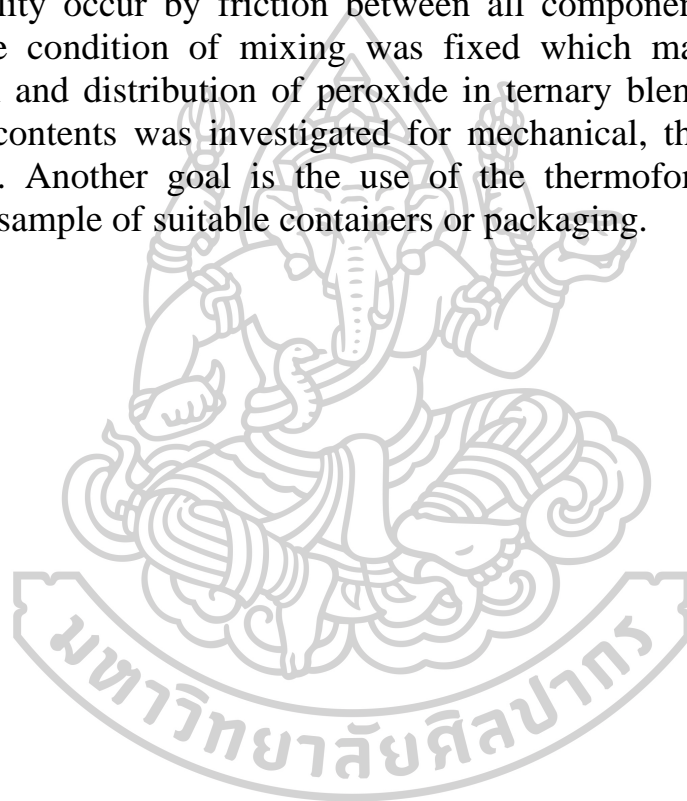 lity occur by friction between all componen
e condition of mixing was fixed which ma
and distribution of peroxide in ternary blen
contents was investigated for mechanical, th
. Another goal is the use of the thermofor
sample of suitable containers or packaging.
มหาวิทยาลัยศิลปากร